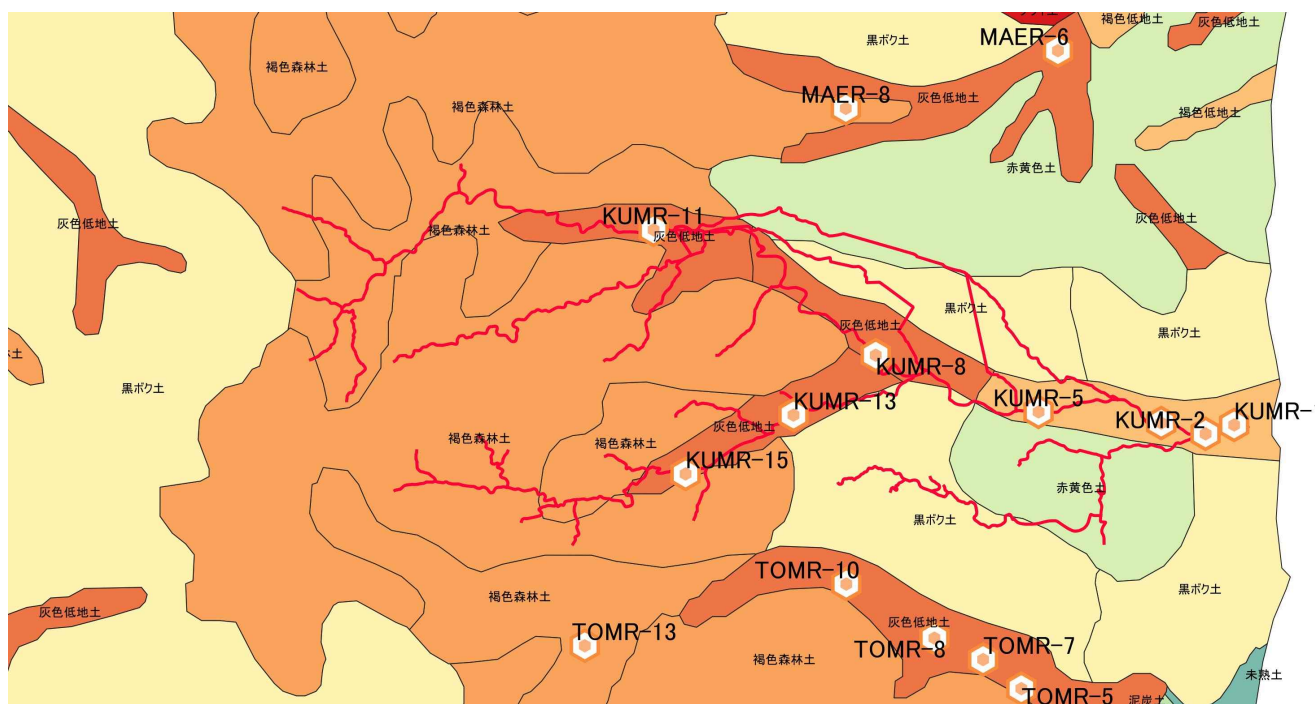 褐色低地土
灰色低地土
MAER-6
黒ボク土
褐色森林土
MAER-8
灰色低地土
褐色森林土
褐色低地土
赤黄色土
灰色低地土
KUMR-11
灰色低地土
褐色森林土
灰色低地土
黒ボク土
灰色低地土
黒ボク土
土
KUMR-8
黒ボク土
KUMR-5
KUMR-13
KUMR-2
KUMR-
灰色低地土
褐色森林土
褐色森林土
KUMR-15
赤黄色土
黒ボク土
TOMR-10
黒ボク土
褐色森林土
灰色低地土
灰色低地土
TOMR-13
TOMR-8
TOMR-7
褐色森林土
未熟土
TOMR-5
泥炭土